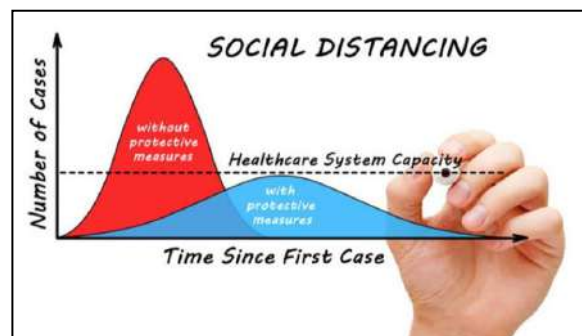 SOCIAL DISTANCING
Number of Cases
without
protective
measures
Healthcare System Capacity
with
protective
measures
Time Since First Case